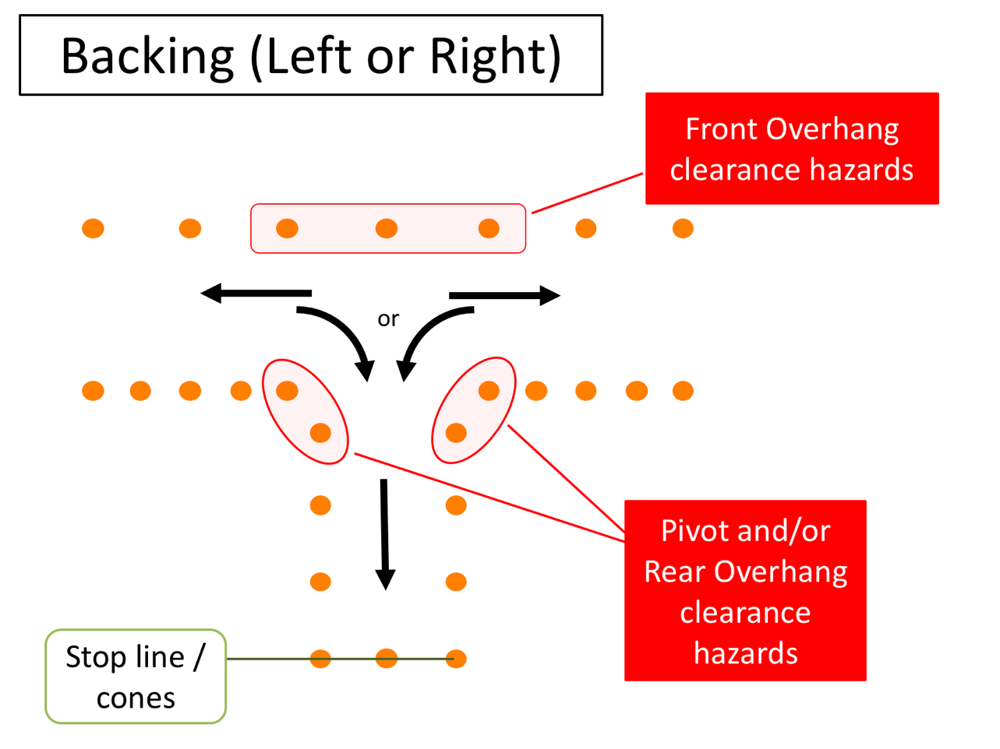 Backing (Left or Right)
Front Overhang
clearance hazards
or
Pivot and/or
Rear Overhang
clearance
hazards
Stop line /
cones